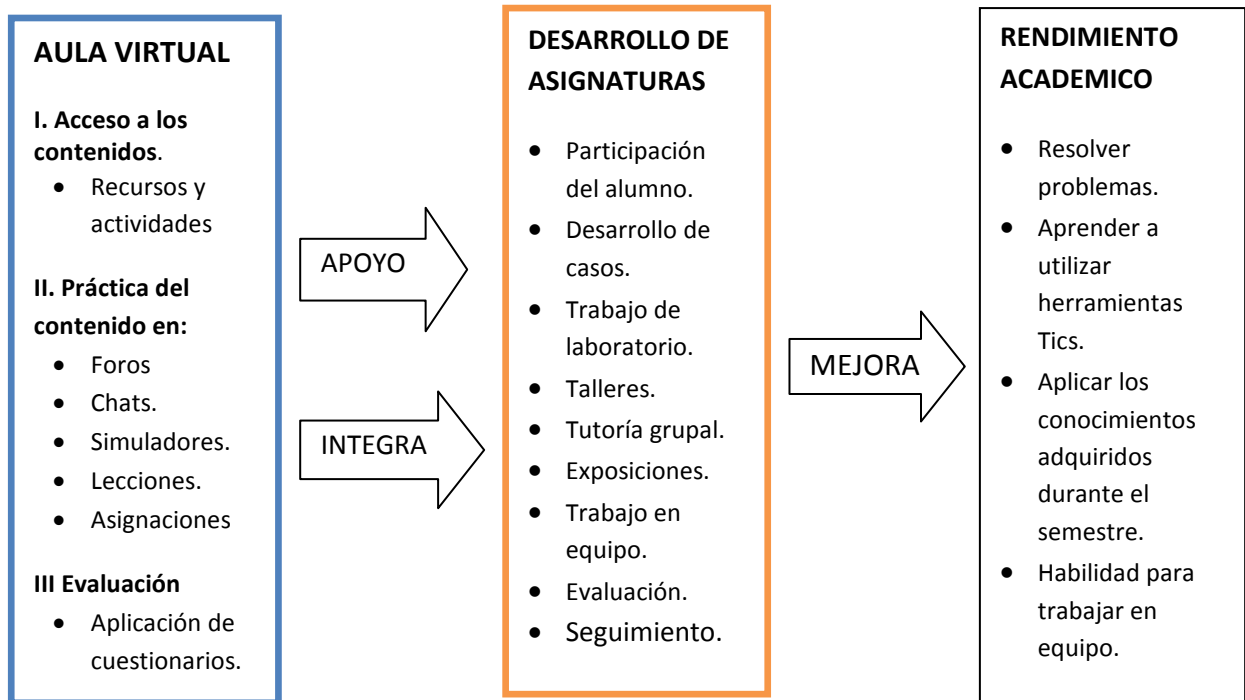 AULA VIRTUAL
I. Acceso a los
contenidos.
• Recursos y
actividades
II. Práctica del
contenido en:
• Foros
• Chats.
• Simuladores.
• Lecciones.
• Asignaciones
III Evaluación
• Aplicación de
cuestionarios.
APOYO
INTEGRA
DESARROLLO DE
ASIGNATURAS
• Participación
del alumno.
• Desarrollo de
casos.
• Trabajo de
laboratorio.
• Talleres.
• Tutoría grupal.
• Exposiciones.
• Trabajo en
equipo.
• Evaluación.
• Seguimiento.
MEJORA
RENDIMIENTO
ACADEMICO
• Resolver
problemas.
• Aprender a
utilizar
herramientas
Tics.
• Aplicar los
conocimientos
adquiridos
durante el
semestre.
• Habilidad para
trabajar en
equipo.